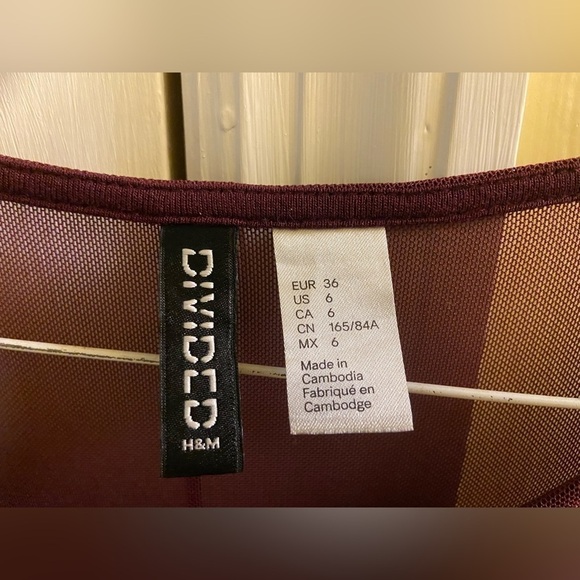 DIVIDED
H&M
EUR 36
US 6
CA 6
CN 165/84A
MX 6
Made in
Cambodia
Fabriqué en
Cambodge